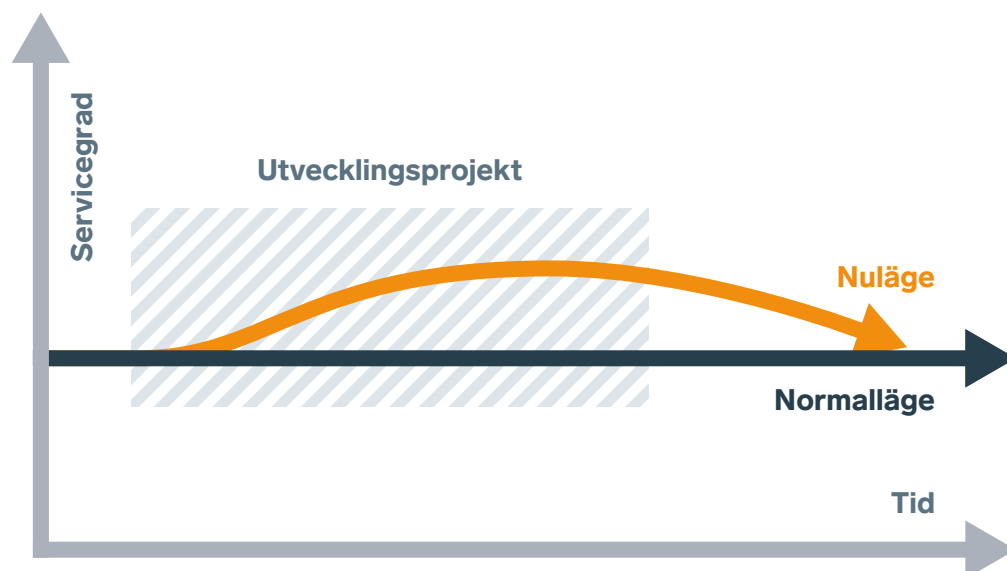 Servicegrad
Utvecklingsprojekt
Nuläge
Normalläge
Tid